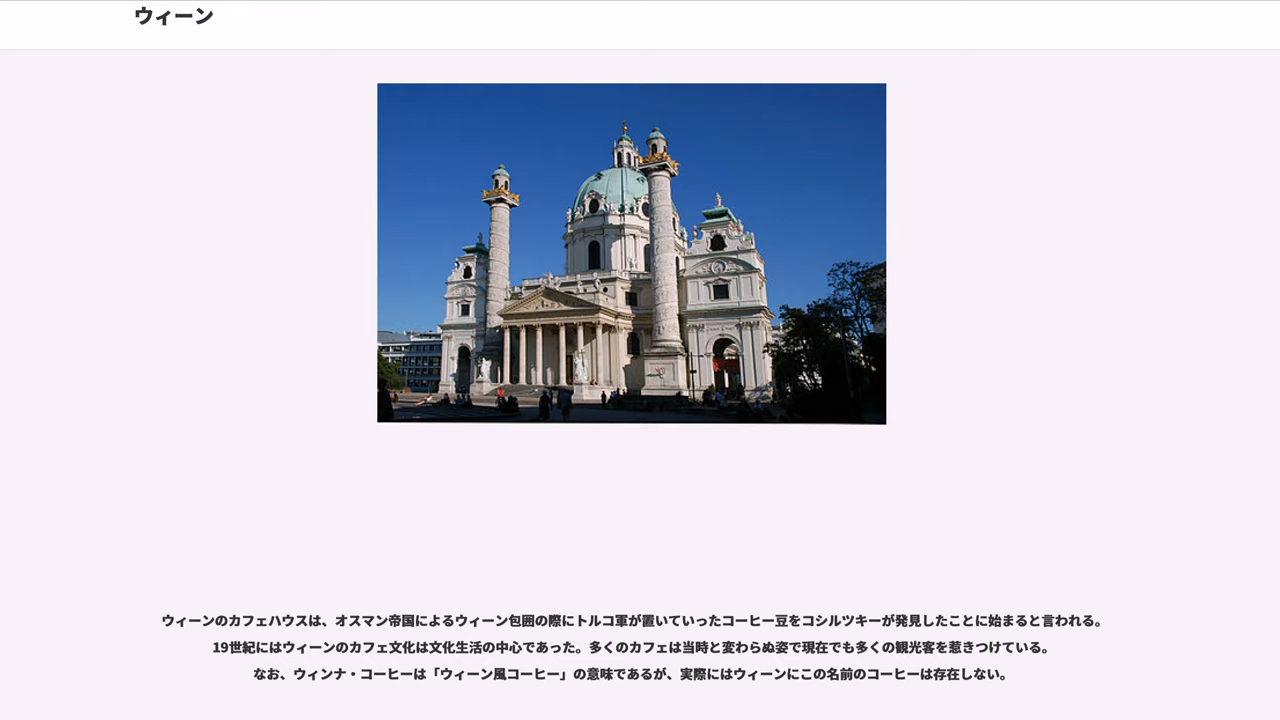 ウィーン
ウィーンのカフェハウスは、オスマン帝国によるウィーン包囲の際にトルコ軍が置いていったコーヒー豆をコシルツキーが発見したことに始まると言われる。
19世紀にはウィーンのカフェ文化は文化生活の中心であった。多くのカフェは当時と変わらぬ姿で現在でも多くの観光客を惹きつけている。
なお、ウィンナ・コーヒーは「ウィーン風コーヒー」の意味であるが、実際にはウィーンにこの名前のコーヒーは存在しない。